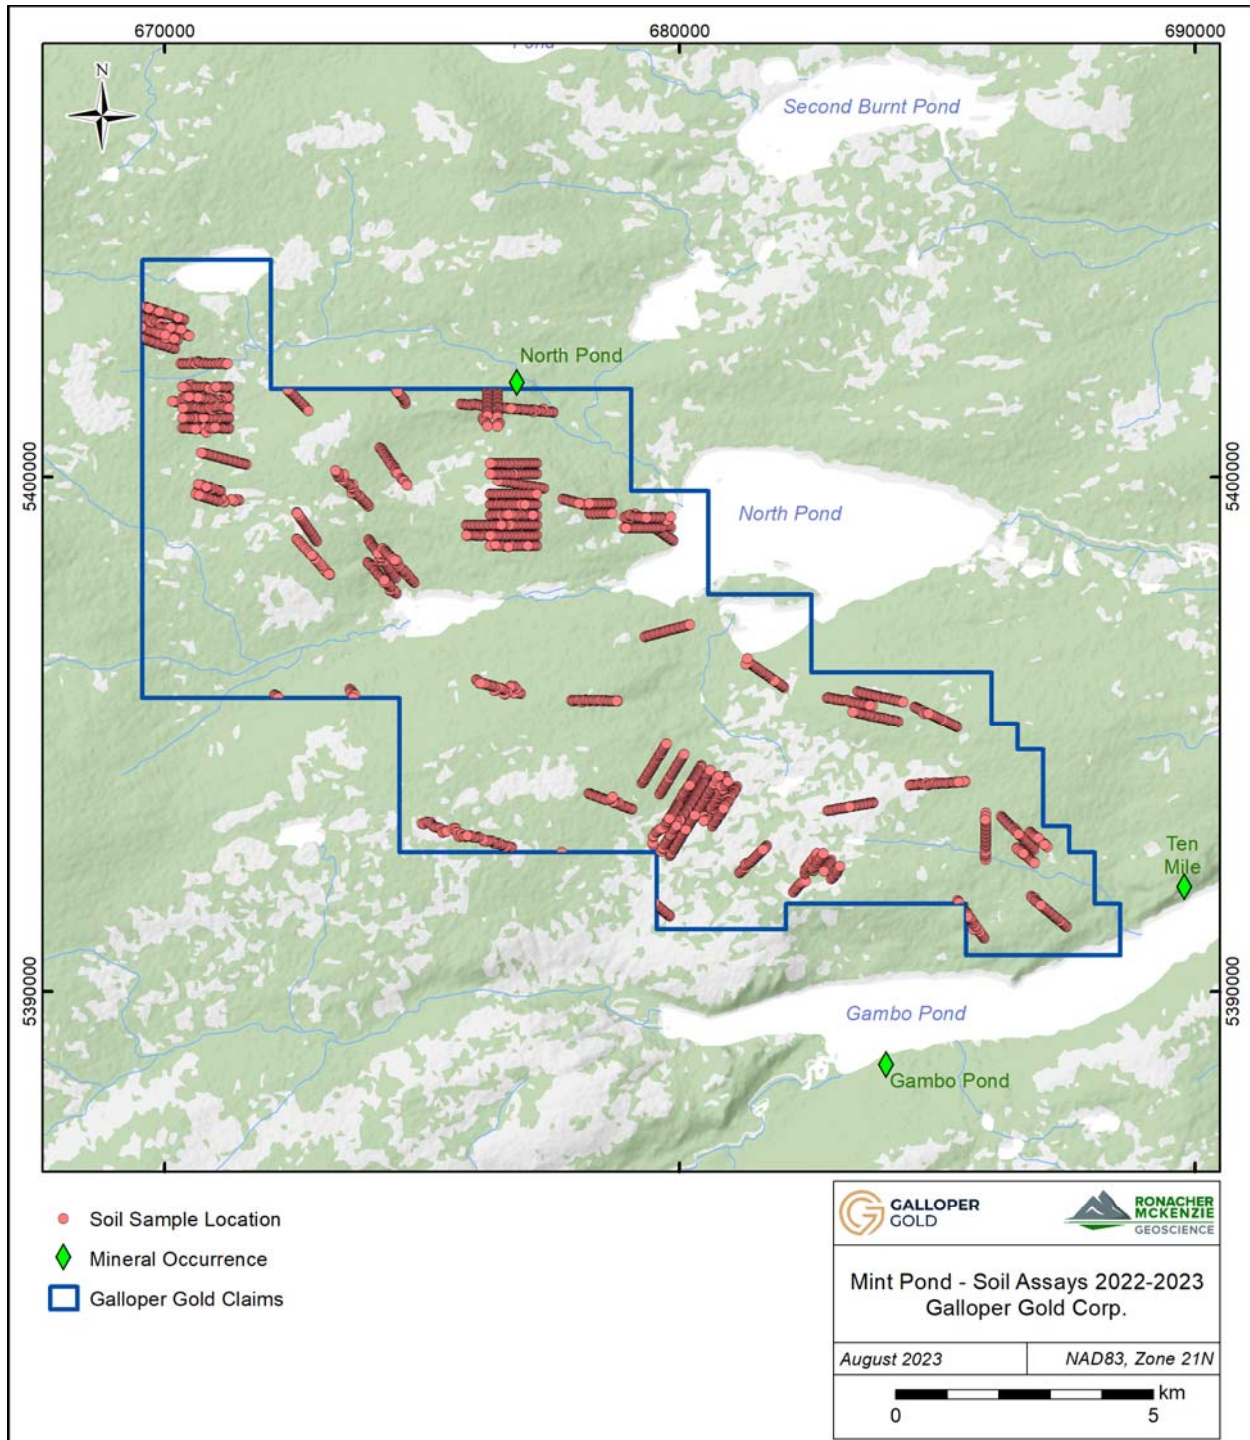 670000
680000
690000
Pond
N
Second Burnt Pond
North Pond
5400000
5400000
North Pond
Ten
Mile
5390000
5390000
Gambo Pond
Gambo Pond
Soil Sample Location
Mineral Occurrence
Galloper Gold Claims
GALLOPER
GOLD
RONACHER
MCKENZIE
GEOSCIENCE
Mint Pond - Soil Assays 2022-2023
Galloper Gold Corp.
August 2023
NAD83, Zone 21N
km
0
5